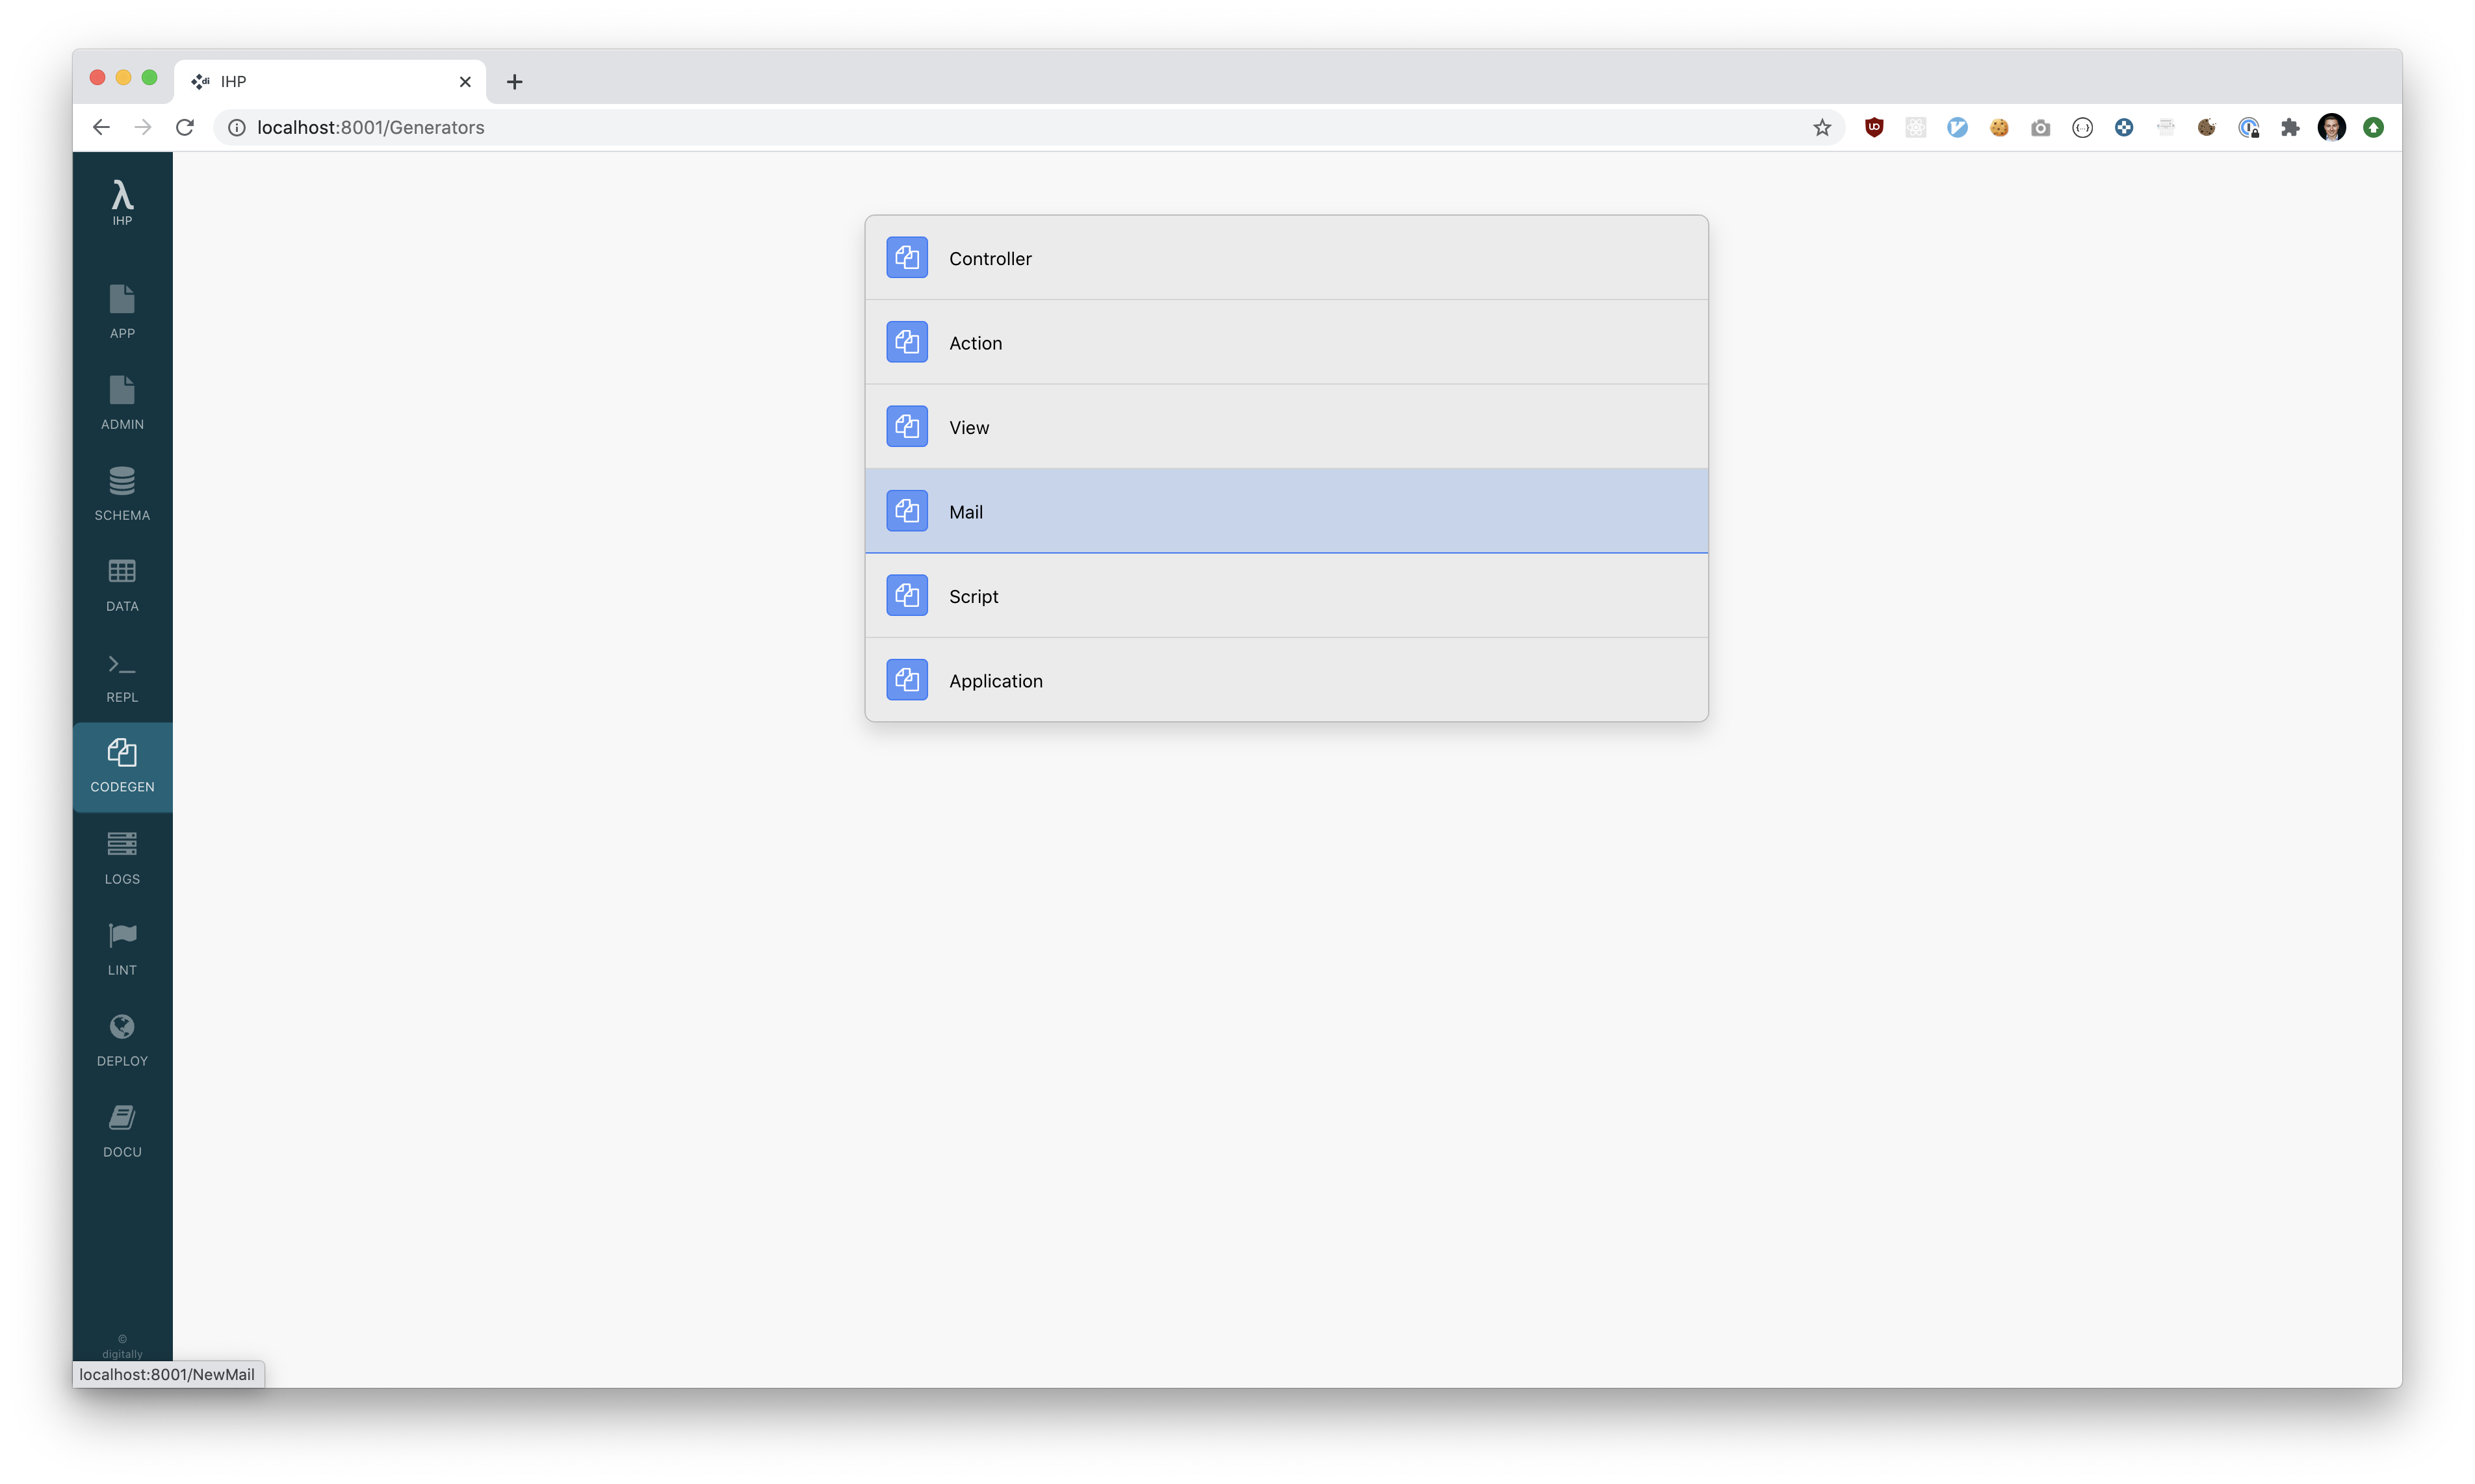 IHP
localhost:8001/Generators
λ
IHP
APP
ADMIN
SCHEMA
DATA
REPL
CODEGEN
LOGS
LINT
DEPLOY
DOCU
©
digitally
localhost:8001/NewMail
Controller
Action
View
Mail
Script
Application